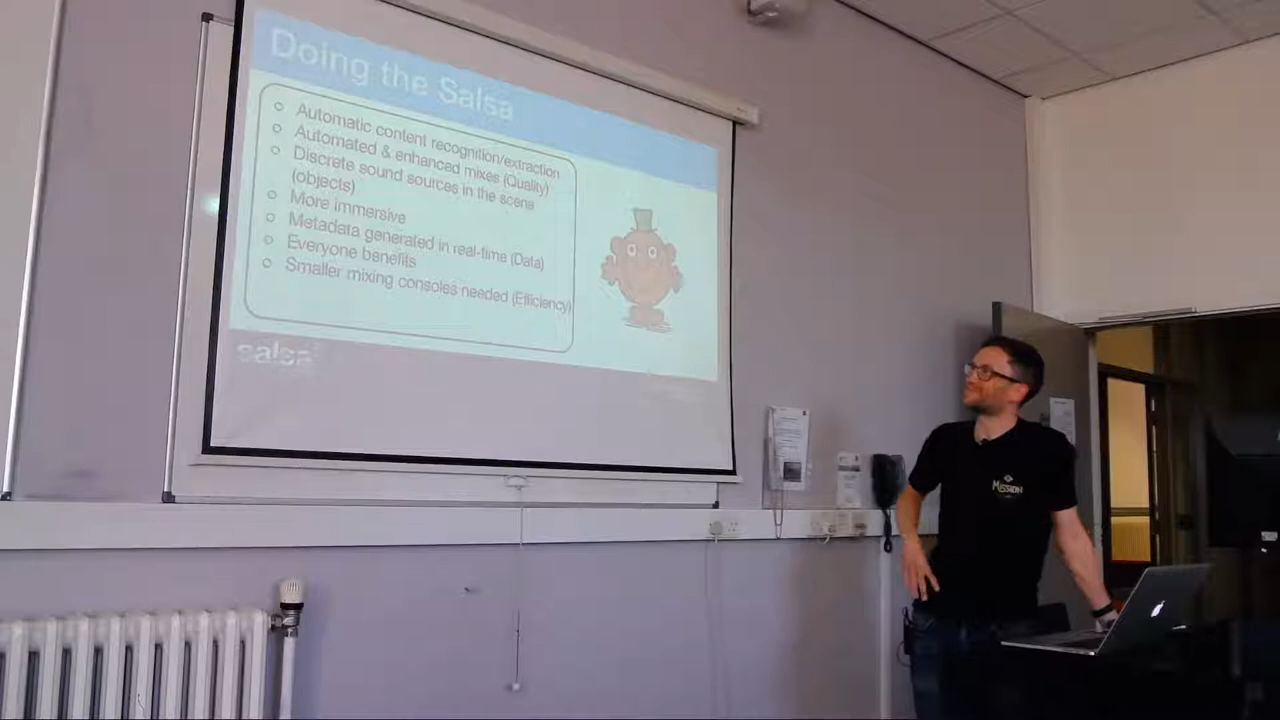 Doing the Salsa
Automatic content recognition/extraction
Automated & enhanced mixes (Quality)
Discrete sound sources in the scene
(objects)
More immersive
Metadata generated in real-time (Data)
Everyone benefits
Smaller mixing consoles needed (Efficiency)
salsa
MISSION